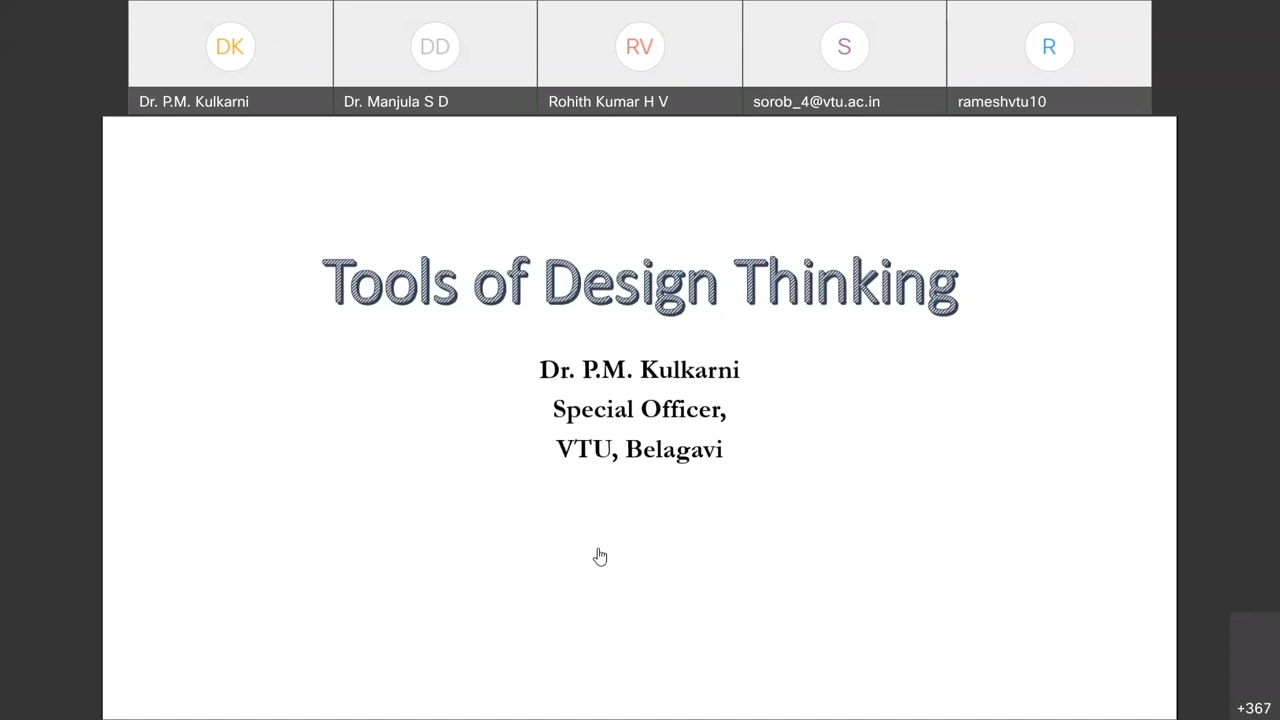 DK
DD
RV
S
R
Dr. P.M. Kulkarni
Dr. Manjula S D
Rohith Kumar H V
sorob_4@vtu.ac.in
rameshvtu10
Tools of Design Thinking
Dr. P.M. Kulkarni
Special Officer,
VTU, Belagavi
+367